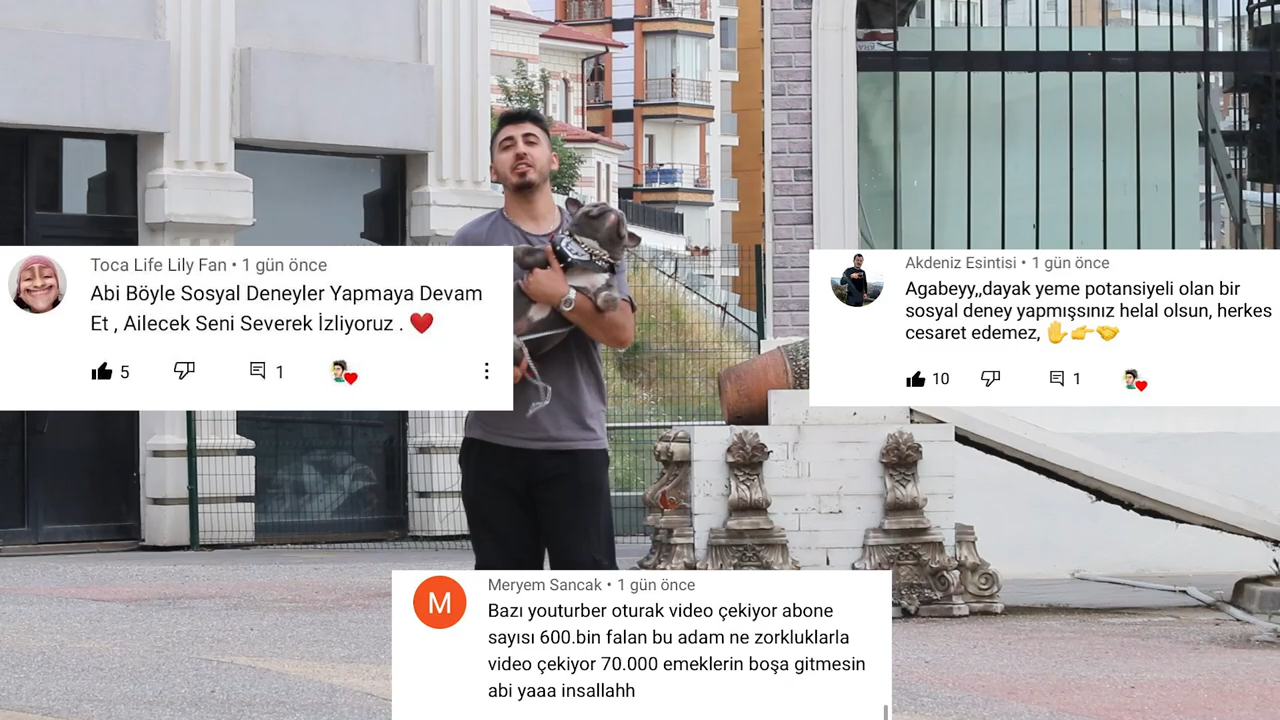 Toca Life Lily Fan • 1 gün önce
Abi Böyle Sosyal Deneyler Yapmaya Devam
Et , Ailecek Seni Severek İzliyoruz . ❤️
5
1
Akdeniz Esintisi • 1 gün önce
Agabeyy,,dayak yeme potansiyeli olan bir
sosyal deney yapmışsınız helal olsun, herkes
cesaret edemez, ✋👉🤝
10
1
M
Meryem Sancak • 1 gün önce
Bazı youturber oturak video çekiyor abone
sayısı 600.bin falan bu adam ne zorkluklarla
video çekiyor 70.000 emeklerin boşa gitmesin
abi yaaa insallahh